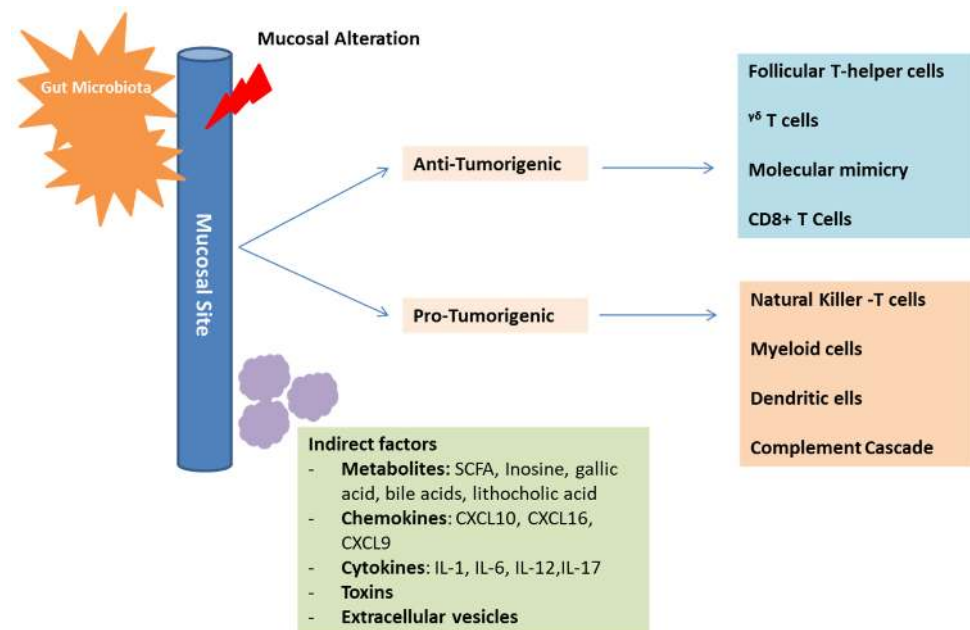 Mucosal Alteration
Gut Microbiota
Mucosal Site
Anti-Tumorigenic
Pro-Tumorigenic
Follicular T-helper cells
γδ T cells
Molecular mimicry
CD8+ T Cells
Natural Killer -T cells
Myeloid cells
Dendritic ells
Complement Cascade
Indirect factors
- Metabolites: SCFA, Inosine, gallic
acid, bile acids, lithocholic acid
- Chemokines: CXCL10, CXCL16,
CXCL9
- Cytokines: IL-1, IL-6, IL-12,IL-17
- Toxins
- Extracellular vesicles